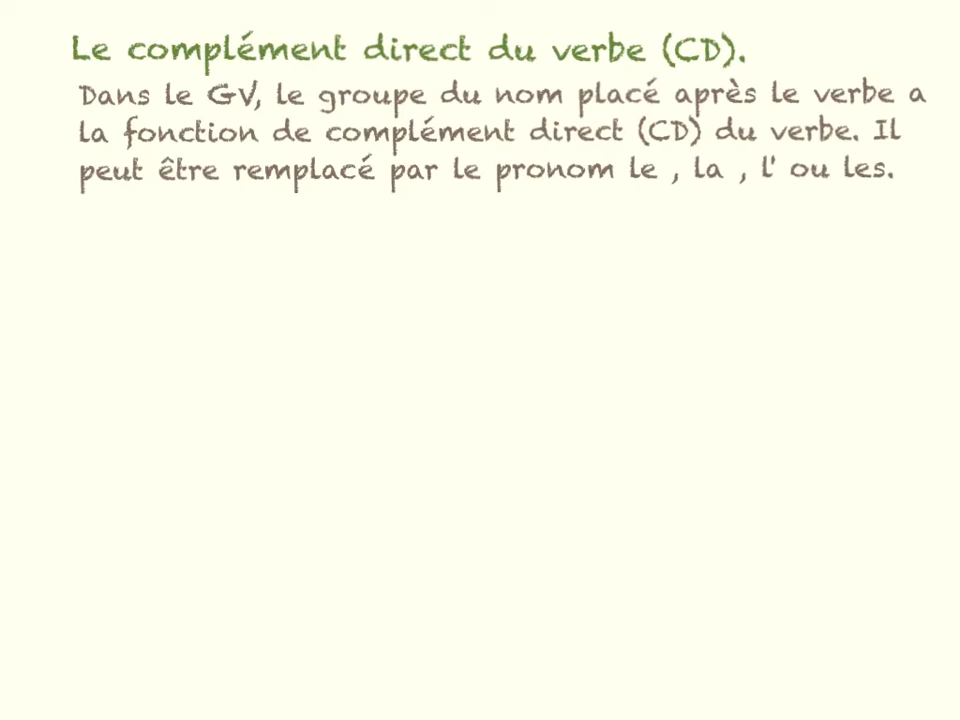 Le complément direct du verbe (CD).
Dans le GV, le groupe du nom placé après le verbe a
la fonction de complément direct (CD) du verbe. Il
peut être remplacé par le pronom le , la , l' ou les.